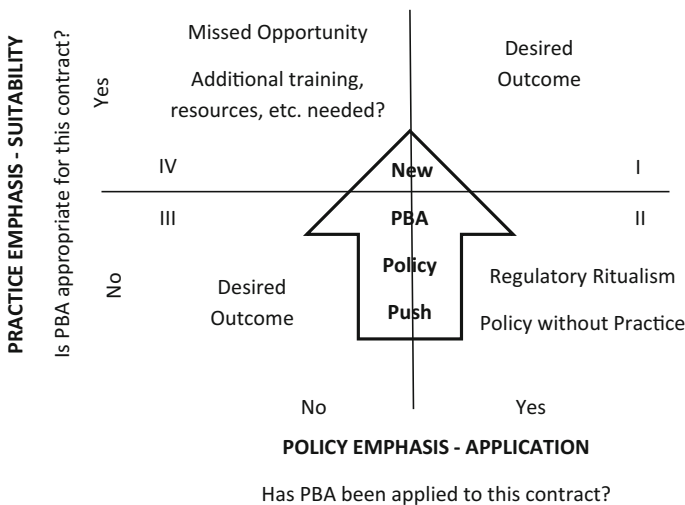 PRACTICE EMPHASIS - SUITABILITY
Is PBA appropriate for this contract?
Yes
No
Missed Opportunity
Additional training,
resources, etc. needed?
IV
Desired
Outcome
I
New
PBA
Policy
Push
III
Desired
Outcome
II
Regulatory Ritualism
Policy without Practice
No
Yes
POLICY EMPHASIS - APPLICATION
Has PBA been applied to this contract?